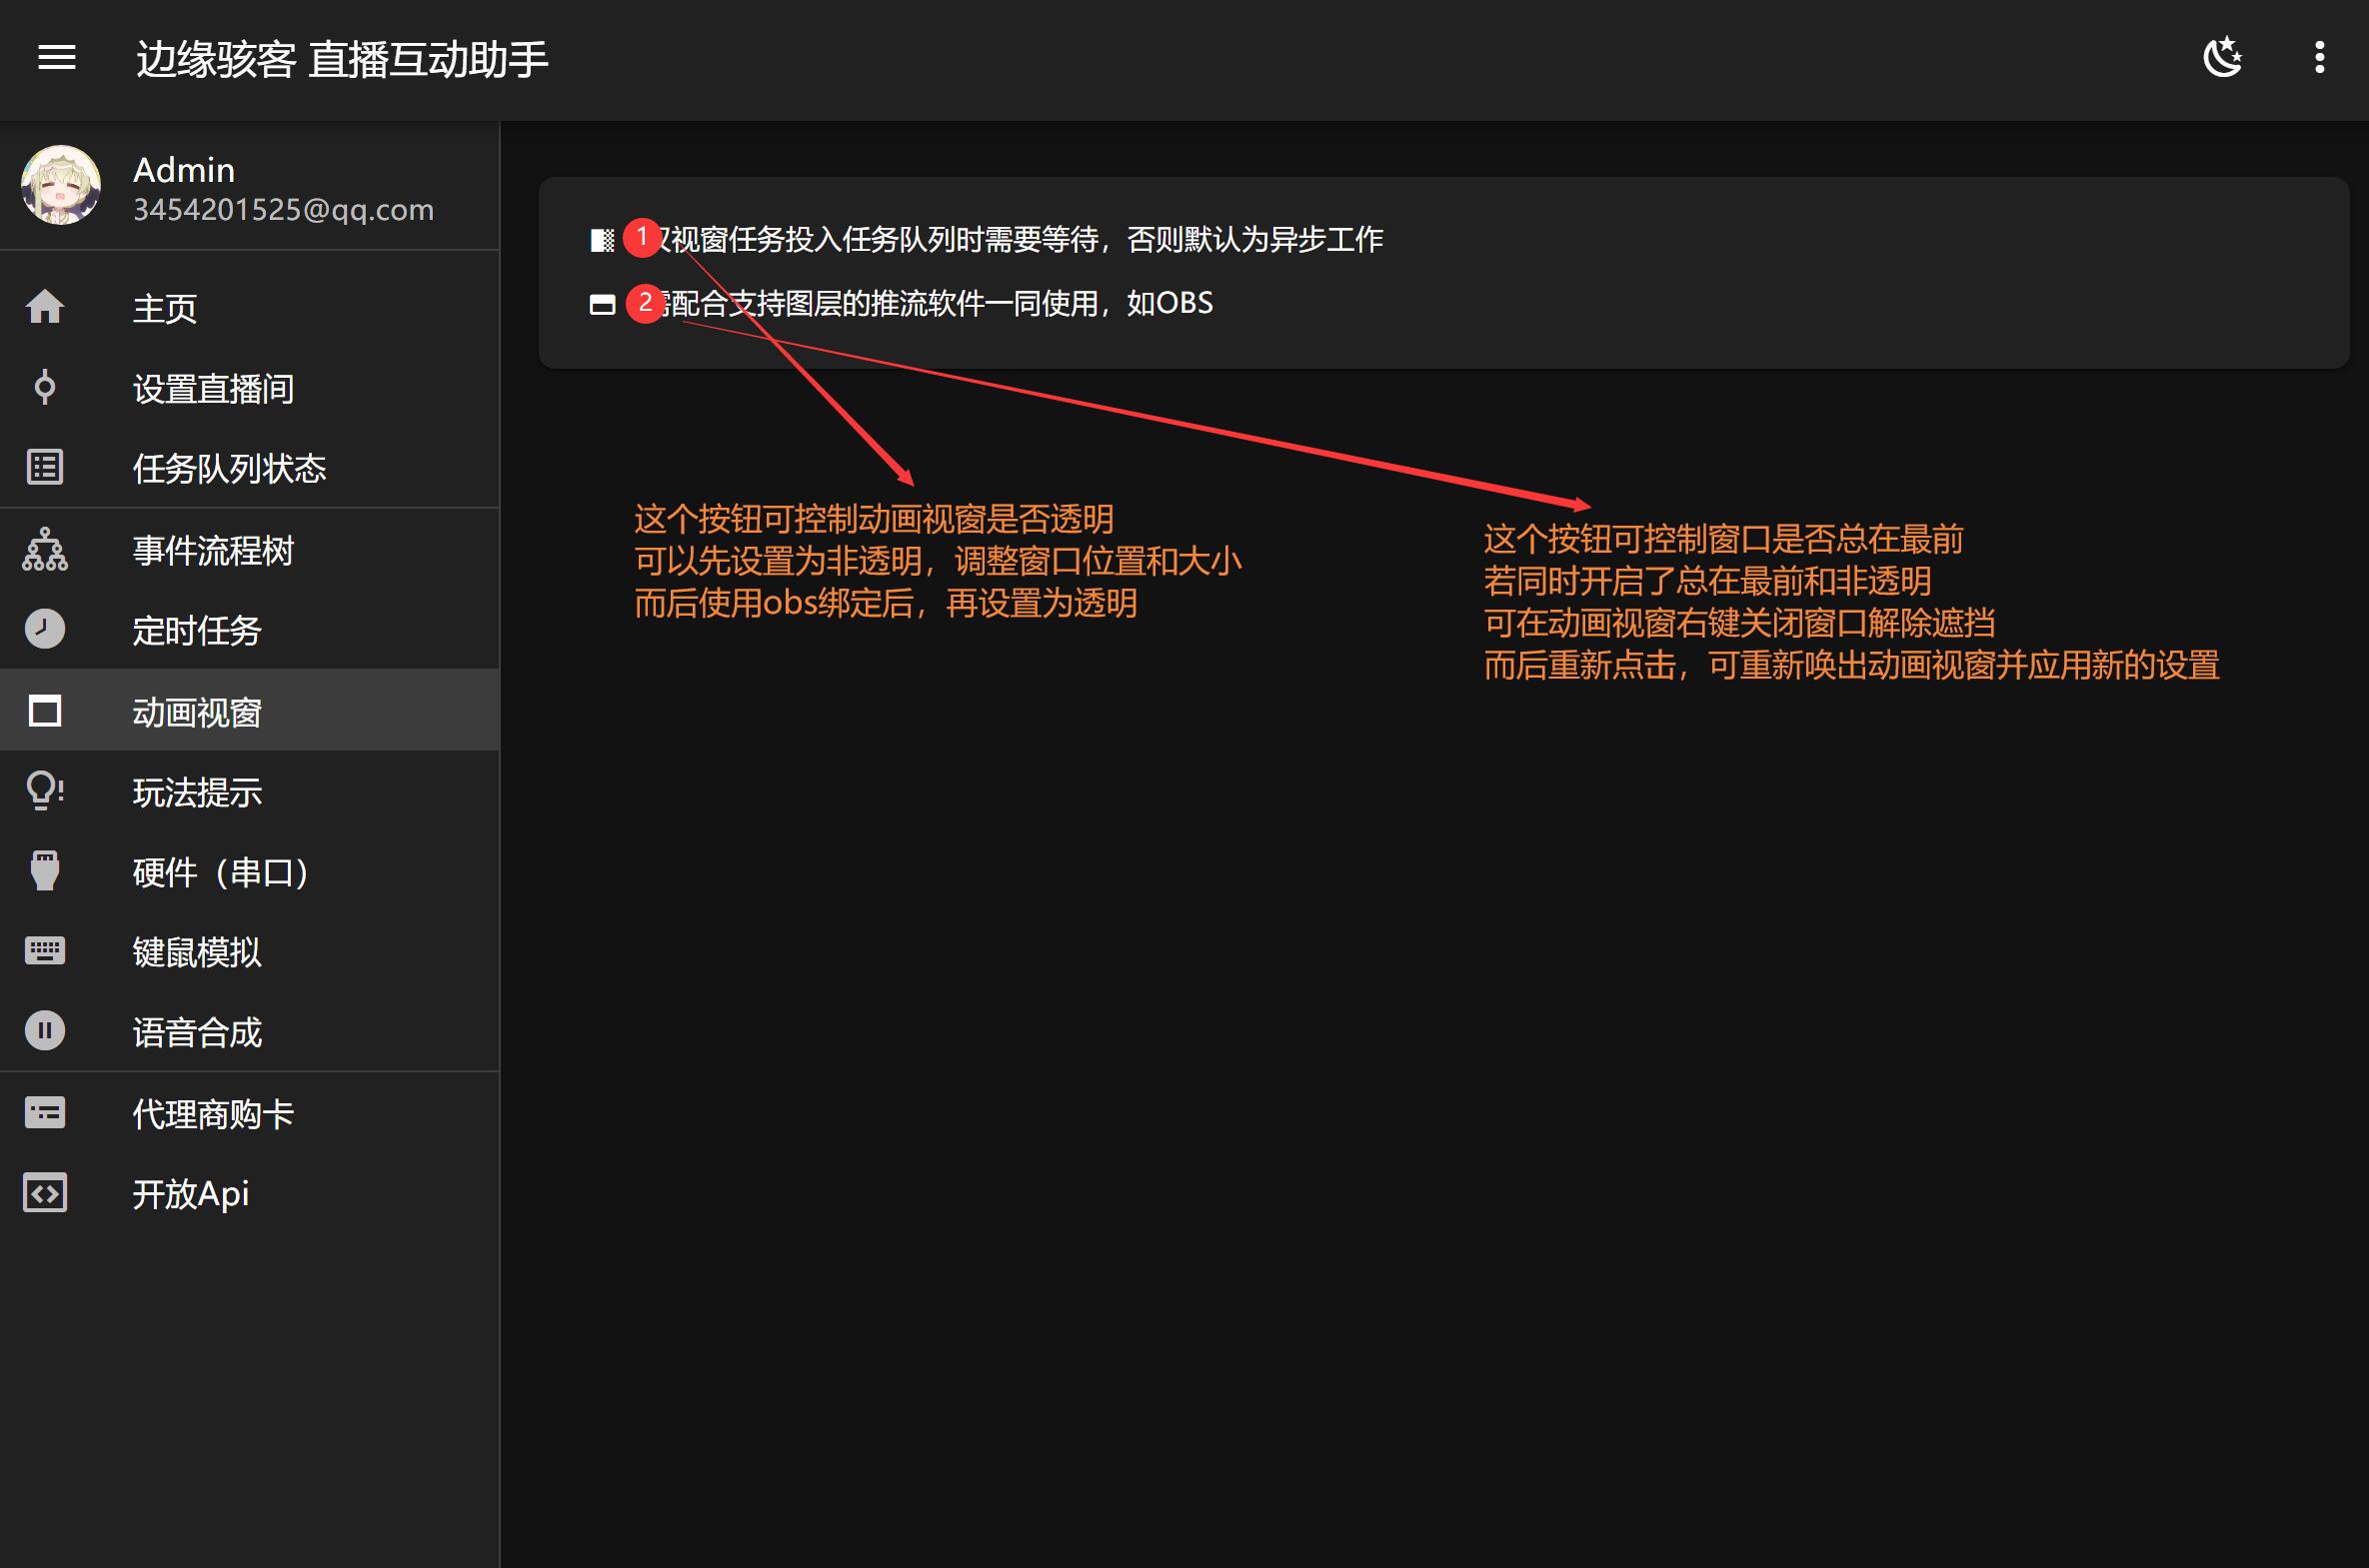 边缘骇客 直播互动助手
Admin
3454201525@qq.com
主页
设置直播间
任务队列状态
事件流程树
定时任务
动画视窗
玩法提示
硬件（串口）
键鼠模拟
语音合成
代理商购卡
开放Api
1
视窗任务投入任务队列时需要等待，否则默认为异步工作
2
配合支持图层的推流软件一同使用，如OBS
这个按钮可控制动画视窗是否透明
可以先设置为非透明，调整窗口位置和大小
而后使用obs绑定后，再设置为透明
这个按钮可控制窗口是否总在最前
若同时开启了总在最前和非透明
可在动画视窗右键关闭窗口解除遮挡
而后重新点击，可重新唤出动画视窗并应用新的设置